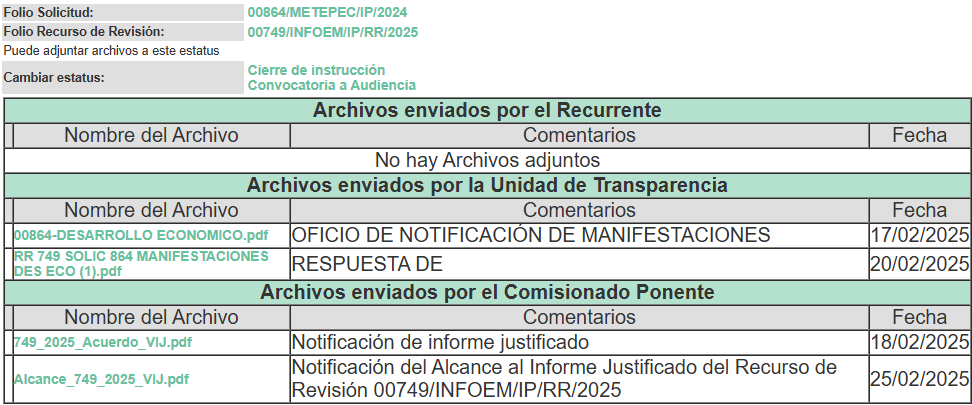 Folio Solicitud: 00864/METEPEC/IP/2024
Folio Recurso de Revisión: 00749/INFOEM/IP/RR/2025
Puede adjuntar archivos a este estatus
Cambiar estatus: Cierre de instrucción
Convocatoria a Audiencia
Archivos enviados por el Recurrente
Nombre del Archivo Comentarios Fecha
No hay Archivos adjuntos
Archivos enviados por la Unidad de Transparencia
Nombre del Archivo Comentarios Fecha
00864-DESARROLLO ECONOMICO.pdf OFICIO DE NOTIFICACIÓN DE MANIFESTACIONES 17/02/2025
RR 749 SOLIC 864 MANIFESTACIONES
DES ECO (1).pdf RESPUESTA DE 20/02/2025
Archivos enviados por el Comisionado Ponente
Nombre del Archivo Comentarios Fecha
749_2025_Acuerdo_VIJ.pdf Notificación de informe justificado 18/02/2025
Alcance_749_2025_VIJ.pdf Notificación del Alcance al Informe Justificado del Recurso de
Revisión 00749/INFOEM/IP/RR/2025 25/02/2025